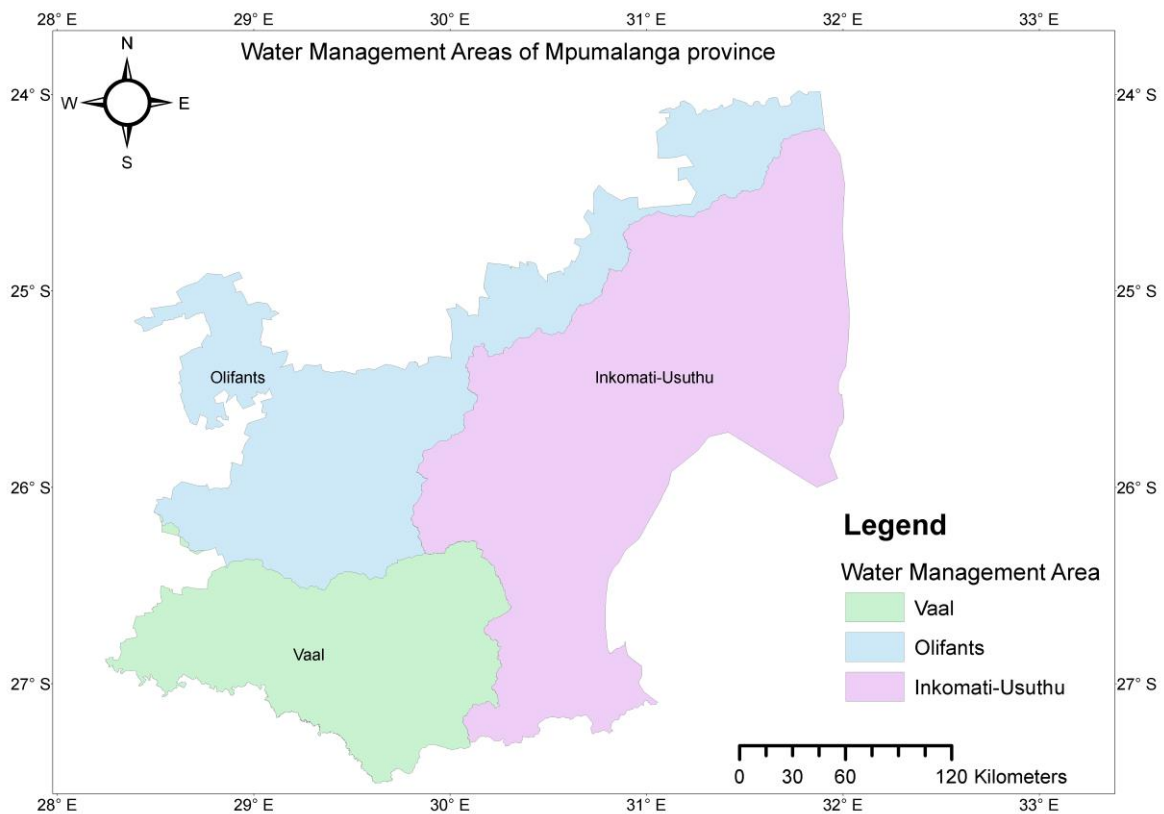 28° E 29° E 30° E 31° E 32° E 33° E
Water Management Areas of Mpumalanga province
N
W E
S
24° S 24° S
25° S 25° S
Olifants
Inkomati-Usuthu
26° S 26° S
Legend
Water Management Area
Vaal
Olifants
Inkomati-Usuthu
Vaal
27° S 27° S
0 30 60 120 Kilometers
28° E 29° E 30° E 31° E 32° E 33° E